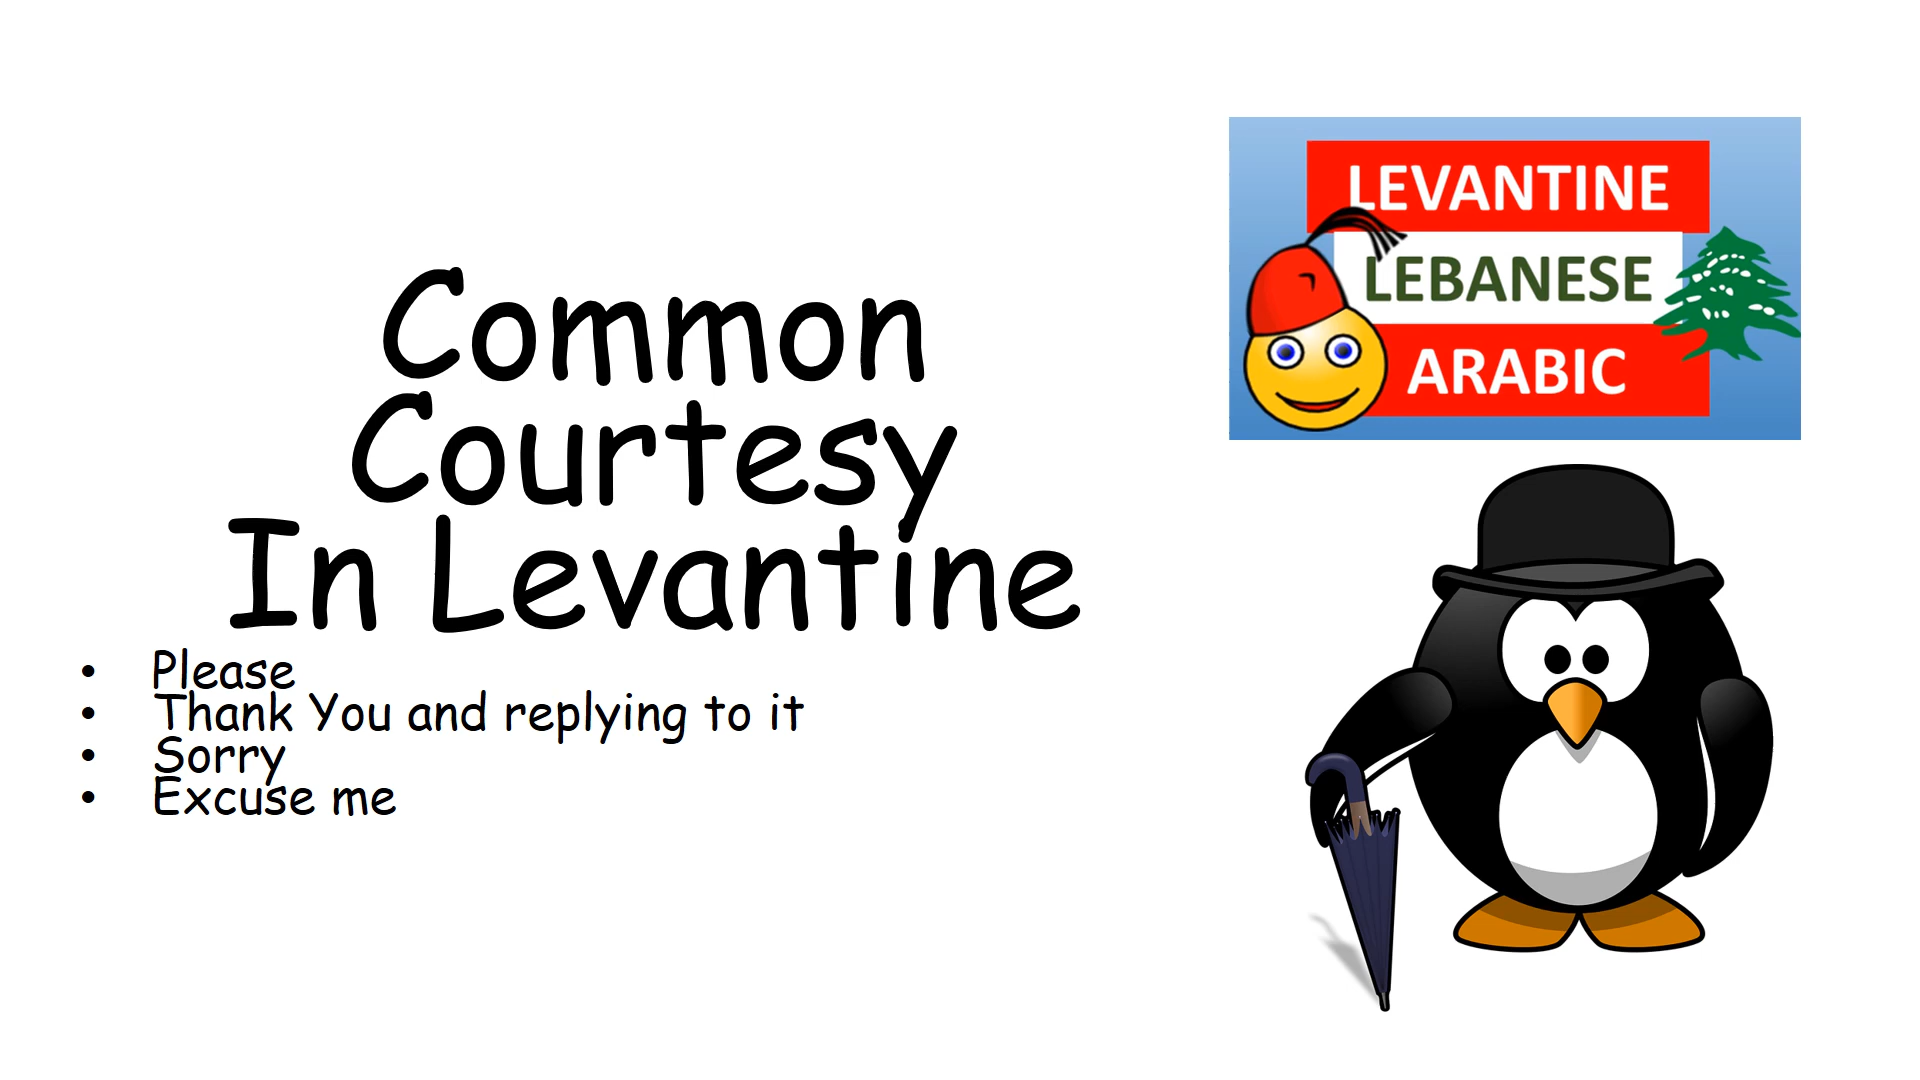 Common
Courtesy
In Levantine
• Please
• Thank You and replying to it
• Sorry
• Excuse me
LEVANTINE
LEBANESE
ARABIC